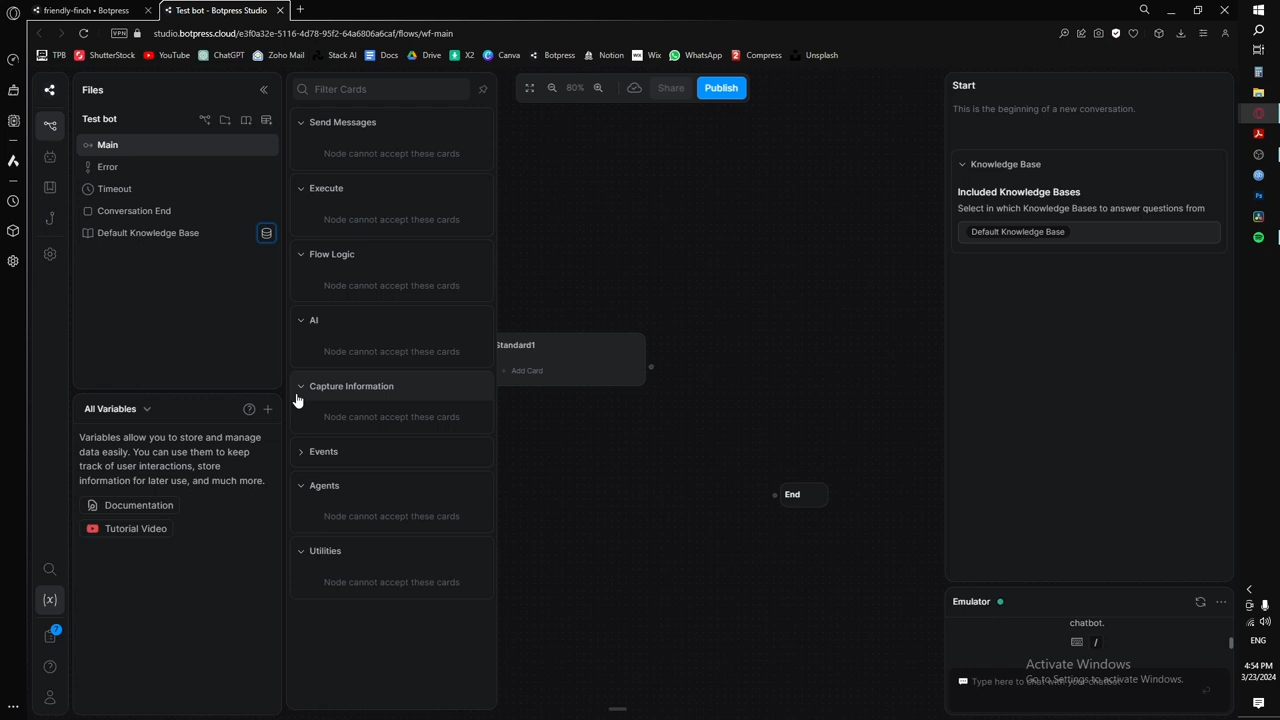 friendly-finch • Botpress
Test bot - Botpress Studio
VPN
studio.botpress.cloud/e3f0a32e-5116-4d78-95f2-64a6806a6caf/flows/wf-main
TPB
ShutterStock
YouTube
ChatGPT
Zoho Mail
Stack AI
Docs
Drive
X2
Canva
Botpress
Notion
Wix
WhatsApp
Compress
Unsplash
Files
Test bot
Main
Error
Timeout
Conversation End
Default Knowledge Base
All Variables
Variables allow you to store and manage
data easily. You can use them to keep
track of user interactions, store
information for later use, and much more.
Documentation
Tutorial Video
{x}
7
Filter Cards
Send Messages
Node cannot accept these cards
Execute
Node cannot accept these cards
Flow Logic
Node cannot accept these cards
AI
Node cannot accept these cards
Capture Information
Node cannot accept these cards
Events
Agents
Node cannot accept these cards
Utilities
Node cannot accept these cards
80%
Share
Publish
Standard1
+ Add Card
End
Start
This is the beginning of a new conversation.
Knowledge Base
Included Knowledge Bases
Select in which Knowledge Bases to answer questions from
Default Knowledge Base
Emulator
chatbot.
/
Activate Windows
Go to Settings to activate Windows.
Type here to chat with your chatbot
ENG
4:54 PM
3/23/2024